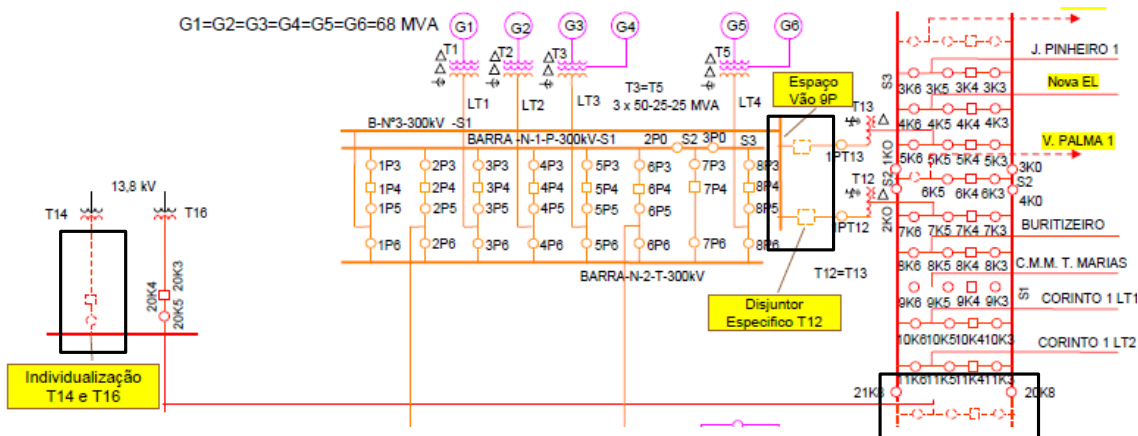 G1=G2=G3=G4=G5=G6=68 MVA
G1
G2
G3
G4
G5
G6
T1
T2
T3
T5
T3=T5
3 x 50-25-25 MVA
LT1
LT2
LT3
LT4
Espaço
Vão 9P
B-Nº3-300kV -S1
BARRA -N-1-P-300kV-S1
2P0
S2
3P0
S3
1P3
2P3
3P3
4P3
5P3
6P3
7P3
8P3
1P4
2P4
3P4
4P4
5P4
6P4
7P4
8P4
1P5
2P5
3P5
4P5
5P5
6P5
8P5
1P6
2P6
3P6
4P6
5P6
6P6
7P6
8P6
BARRA-N-2-T-300kV
T13
1PT13
T12
1PT12
T12=T13
Disjuntor
Especifico T12
13,8 kV
T14
T16
20K4
20K3
20K5
Individualização
T14 e T16
J. PINHEIRO 1
S3
3K6
3K5
3K4
3K3
Nova EL
4K6
4K5
4K4
4K3
V. PALMA 1
1KO
5K6
5K5
5K4
5K3
3K0
S2
6K5
6K4
6K3
S2
4K0
2KO
7K6
7K5
7K4
7K3
BURITIZEIRO
8K6
8K5
8K4
8K3
C.M.M. T. MARIAS
9K6
9K5
9K4
9K3
S1
CORINTO 1 LT1
10K6
10K5
10K4
10K3
CORINTO 1 LT2
11K6
11K5
11K4
11K3
21K8
20K8